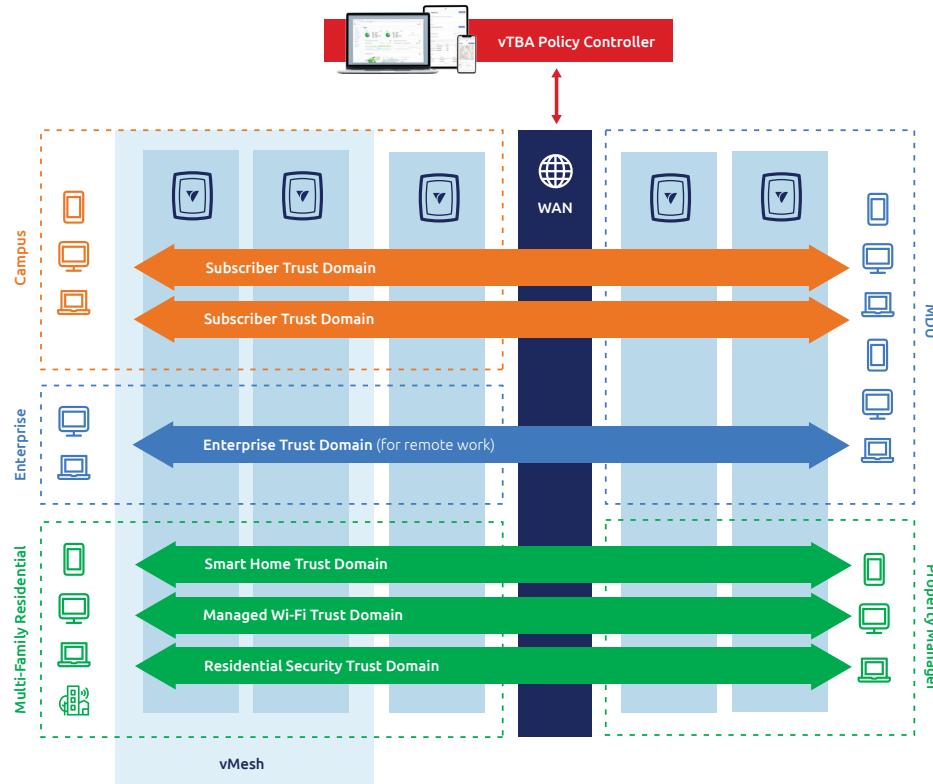 vTBA Policy Controller
WAN
Campus
Subscriber Trust Domain
Subscriber Trust Domain
MDU
Enterprise
Enterprise Trust Domain (for remote work)
Multi-Family Residential
Smart Home Trust Domain
Managed Wi-Fi Trust Domain
Residential Security Trust Domain
Property Manager
vMesh